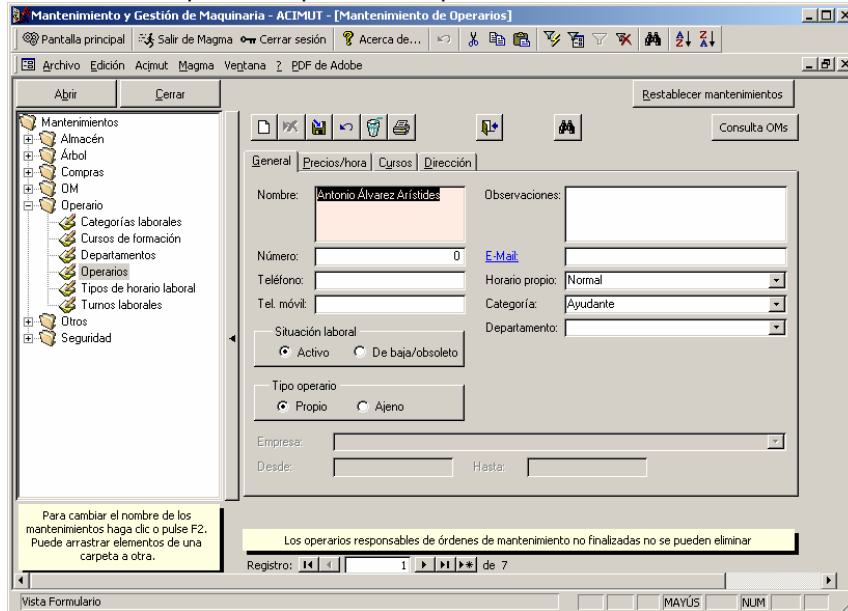 Mantenimiento y Gestión de Maquinaria - ACIMUT - [Mantenimiento de Operarios]
Pantalla principal Salir de Magma Cerrar sesión Acerca de...
Archivo Edición Acimut Magma Ventana ? PDF de Adobe
Abrir Cerrar
Restablecer mantenimientos
Mantenimientos
Almacén
Árbol
Compras
OM
Operario
Categorías laborales
Cursos de formación
Departamentos
Operarios
Tipos de horario laboral
Turnos laborales
Otros
Seguridad
Consulta OMs
General Precios/hora Cursos Dirección
Nombre: Antonio Álvarez Arístides Observaciones:
Número: 0 E-Mail:
Teléfono: Horario propio: Normal
Tel. móvil: Categoría: Ayudante
Situación laboral Departamento:
Activo De baja/obsoleto
Tipo operario
Propio Ajeno
Empresa:
Desde: Hasta:
Para cambiar el nombre de los
mantenimientos haga clic o pulse F2.
Puede arrastrar elementos de una
carpeta a otra.
Los operarios responsables de órdenes de mantenimiento no finalizadas no se pueden eliminar
Registro: 1 de 7
Vista Formulario MAYÚS NUM